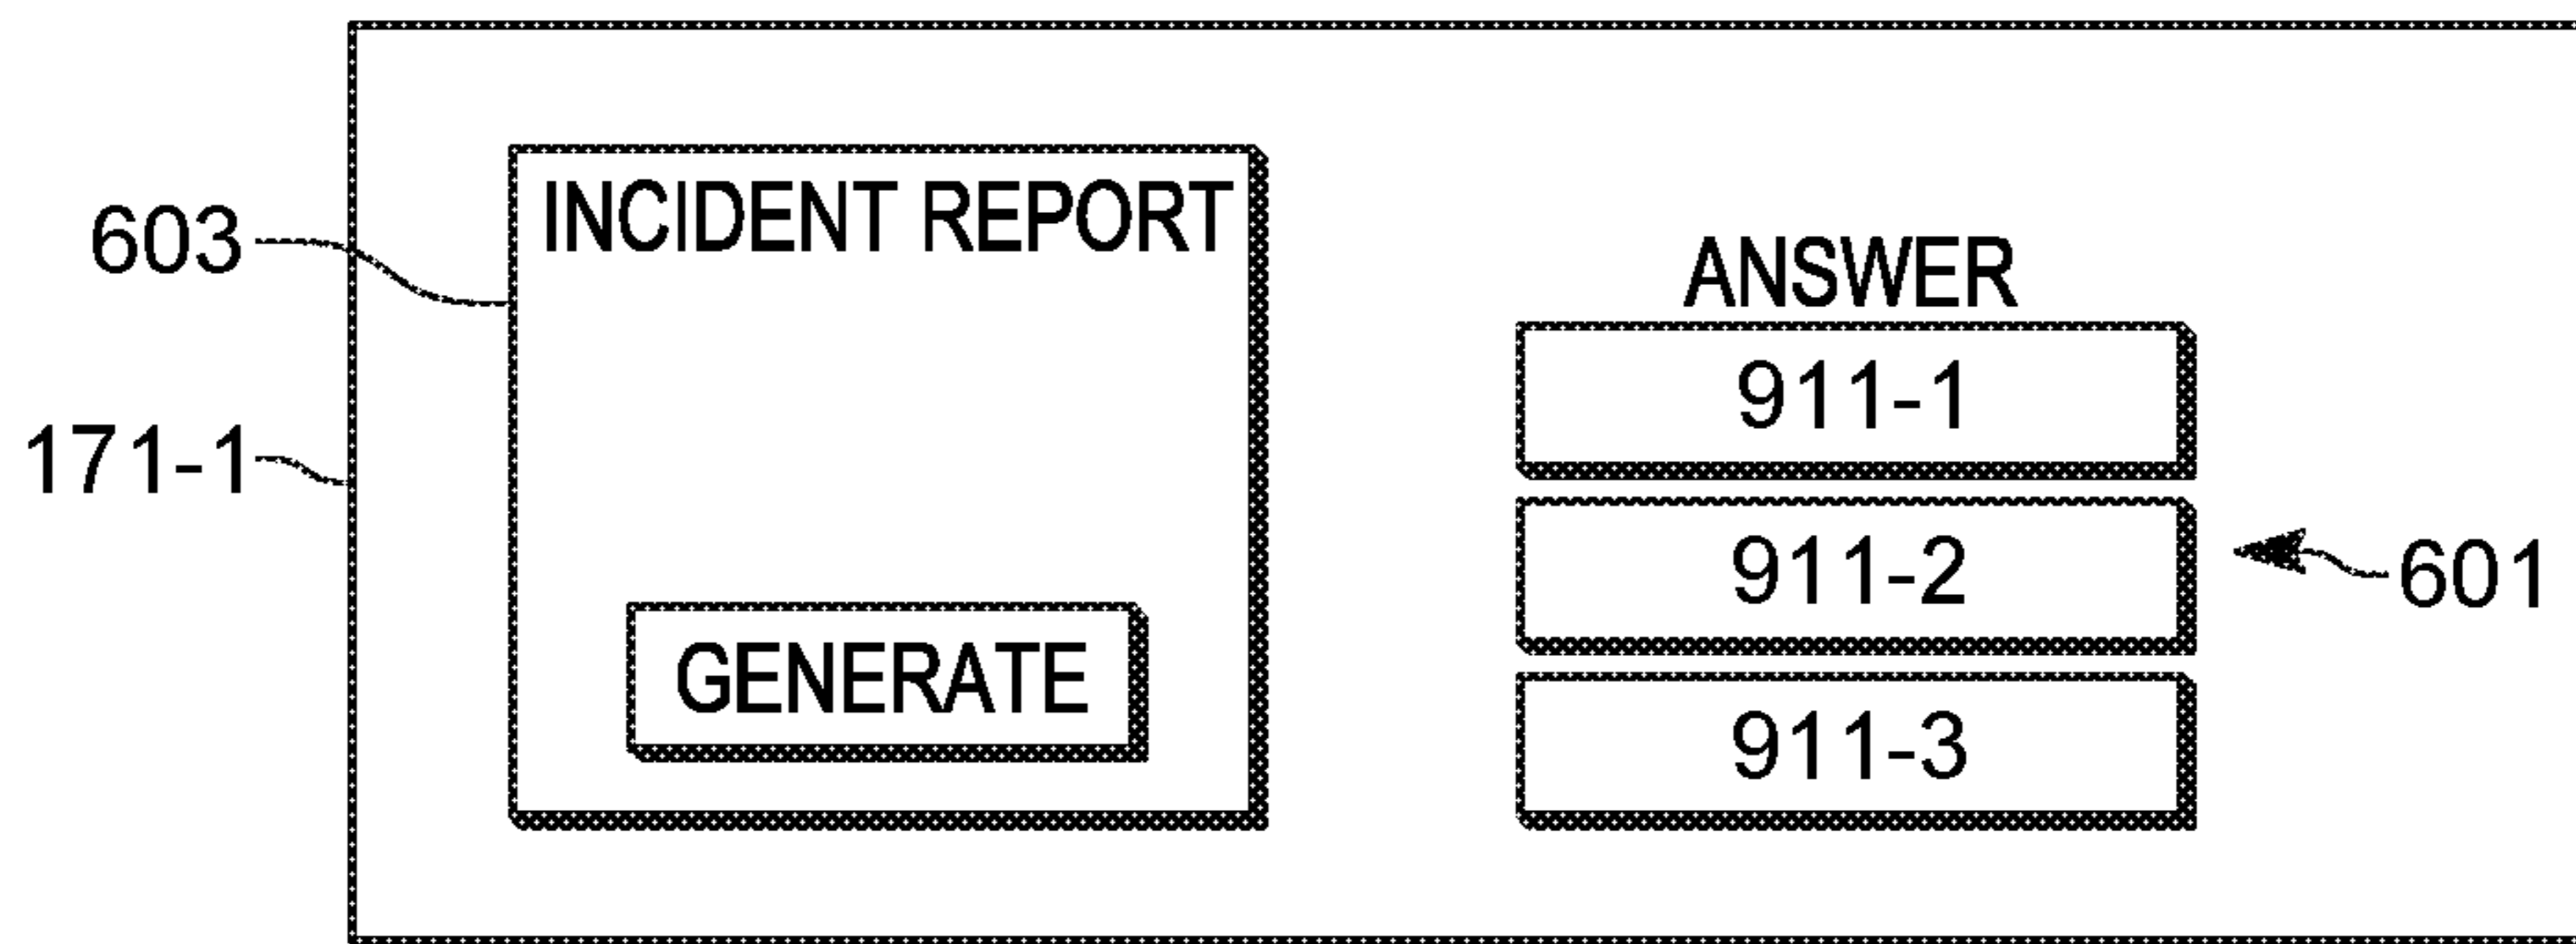 603
171-1
INCIDENT REPORT
GENERATE
ANSWER
911-1
911-2
911-3
601